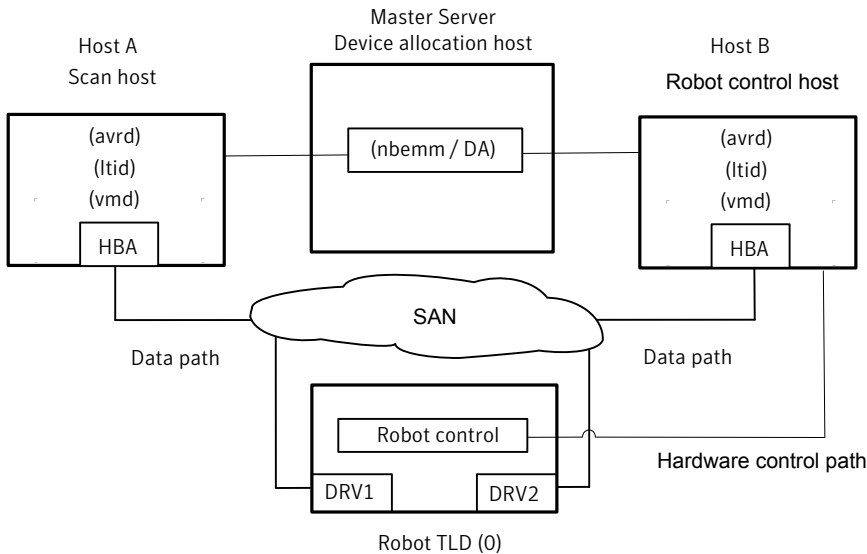 Master Server
Device allocation host
Host A
Scan host
Host B
Robot control host
(avrd)
(ltid)
(vmd)
HBA
(nbemm / DA)
(avrd)
(ltid)
(vmd)
HBA
SAN
Data path
Data path
Robot control
Hardware control path
DRV1
DRV2
Robot TLD (0)